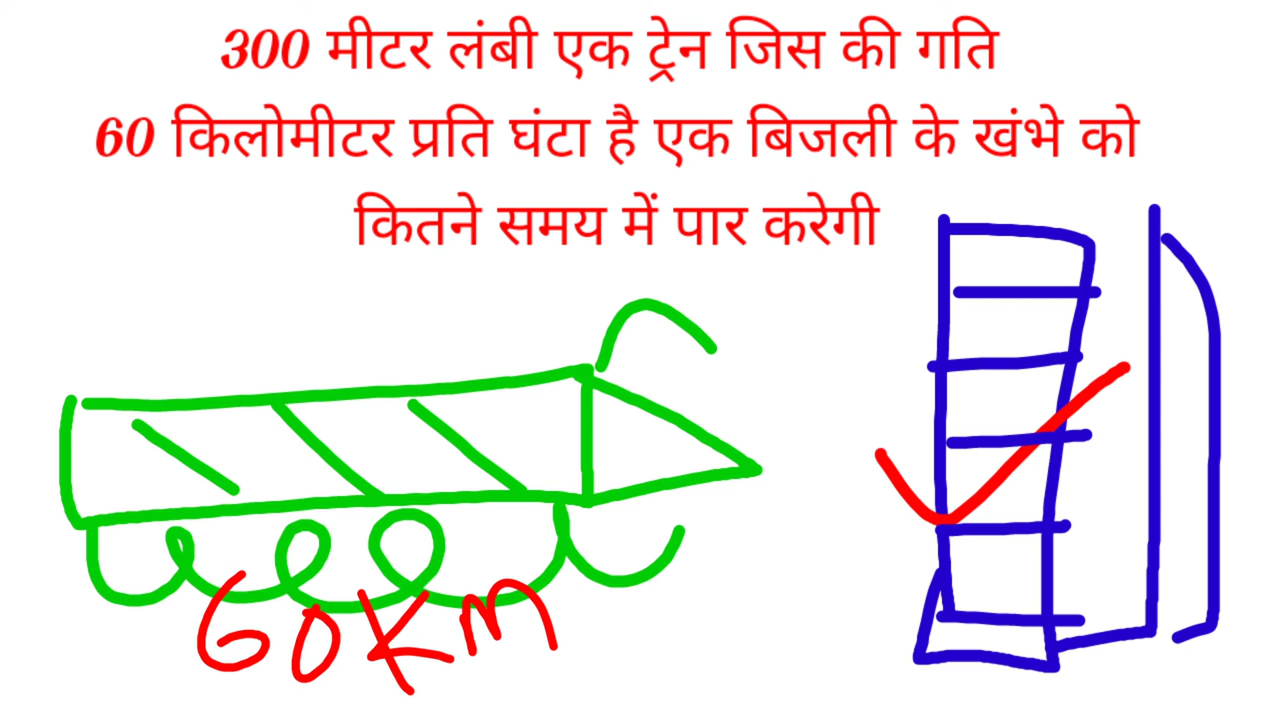 300 मीटर लंबी एक ट्रेन जिस की गति
60 किलोमीटर प्रति घंटा है एक बिजली के खंभे को
कितने समय में पार करेगी
60Km